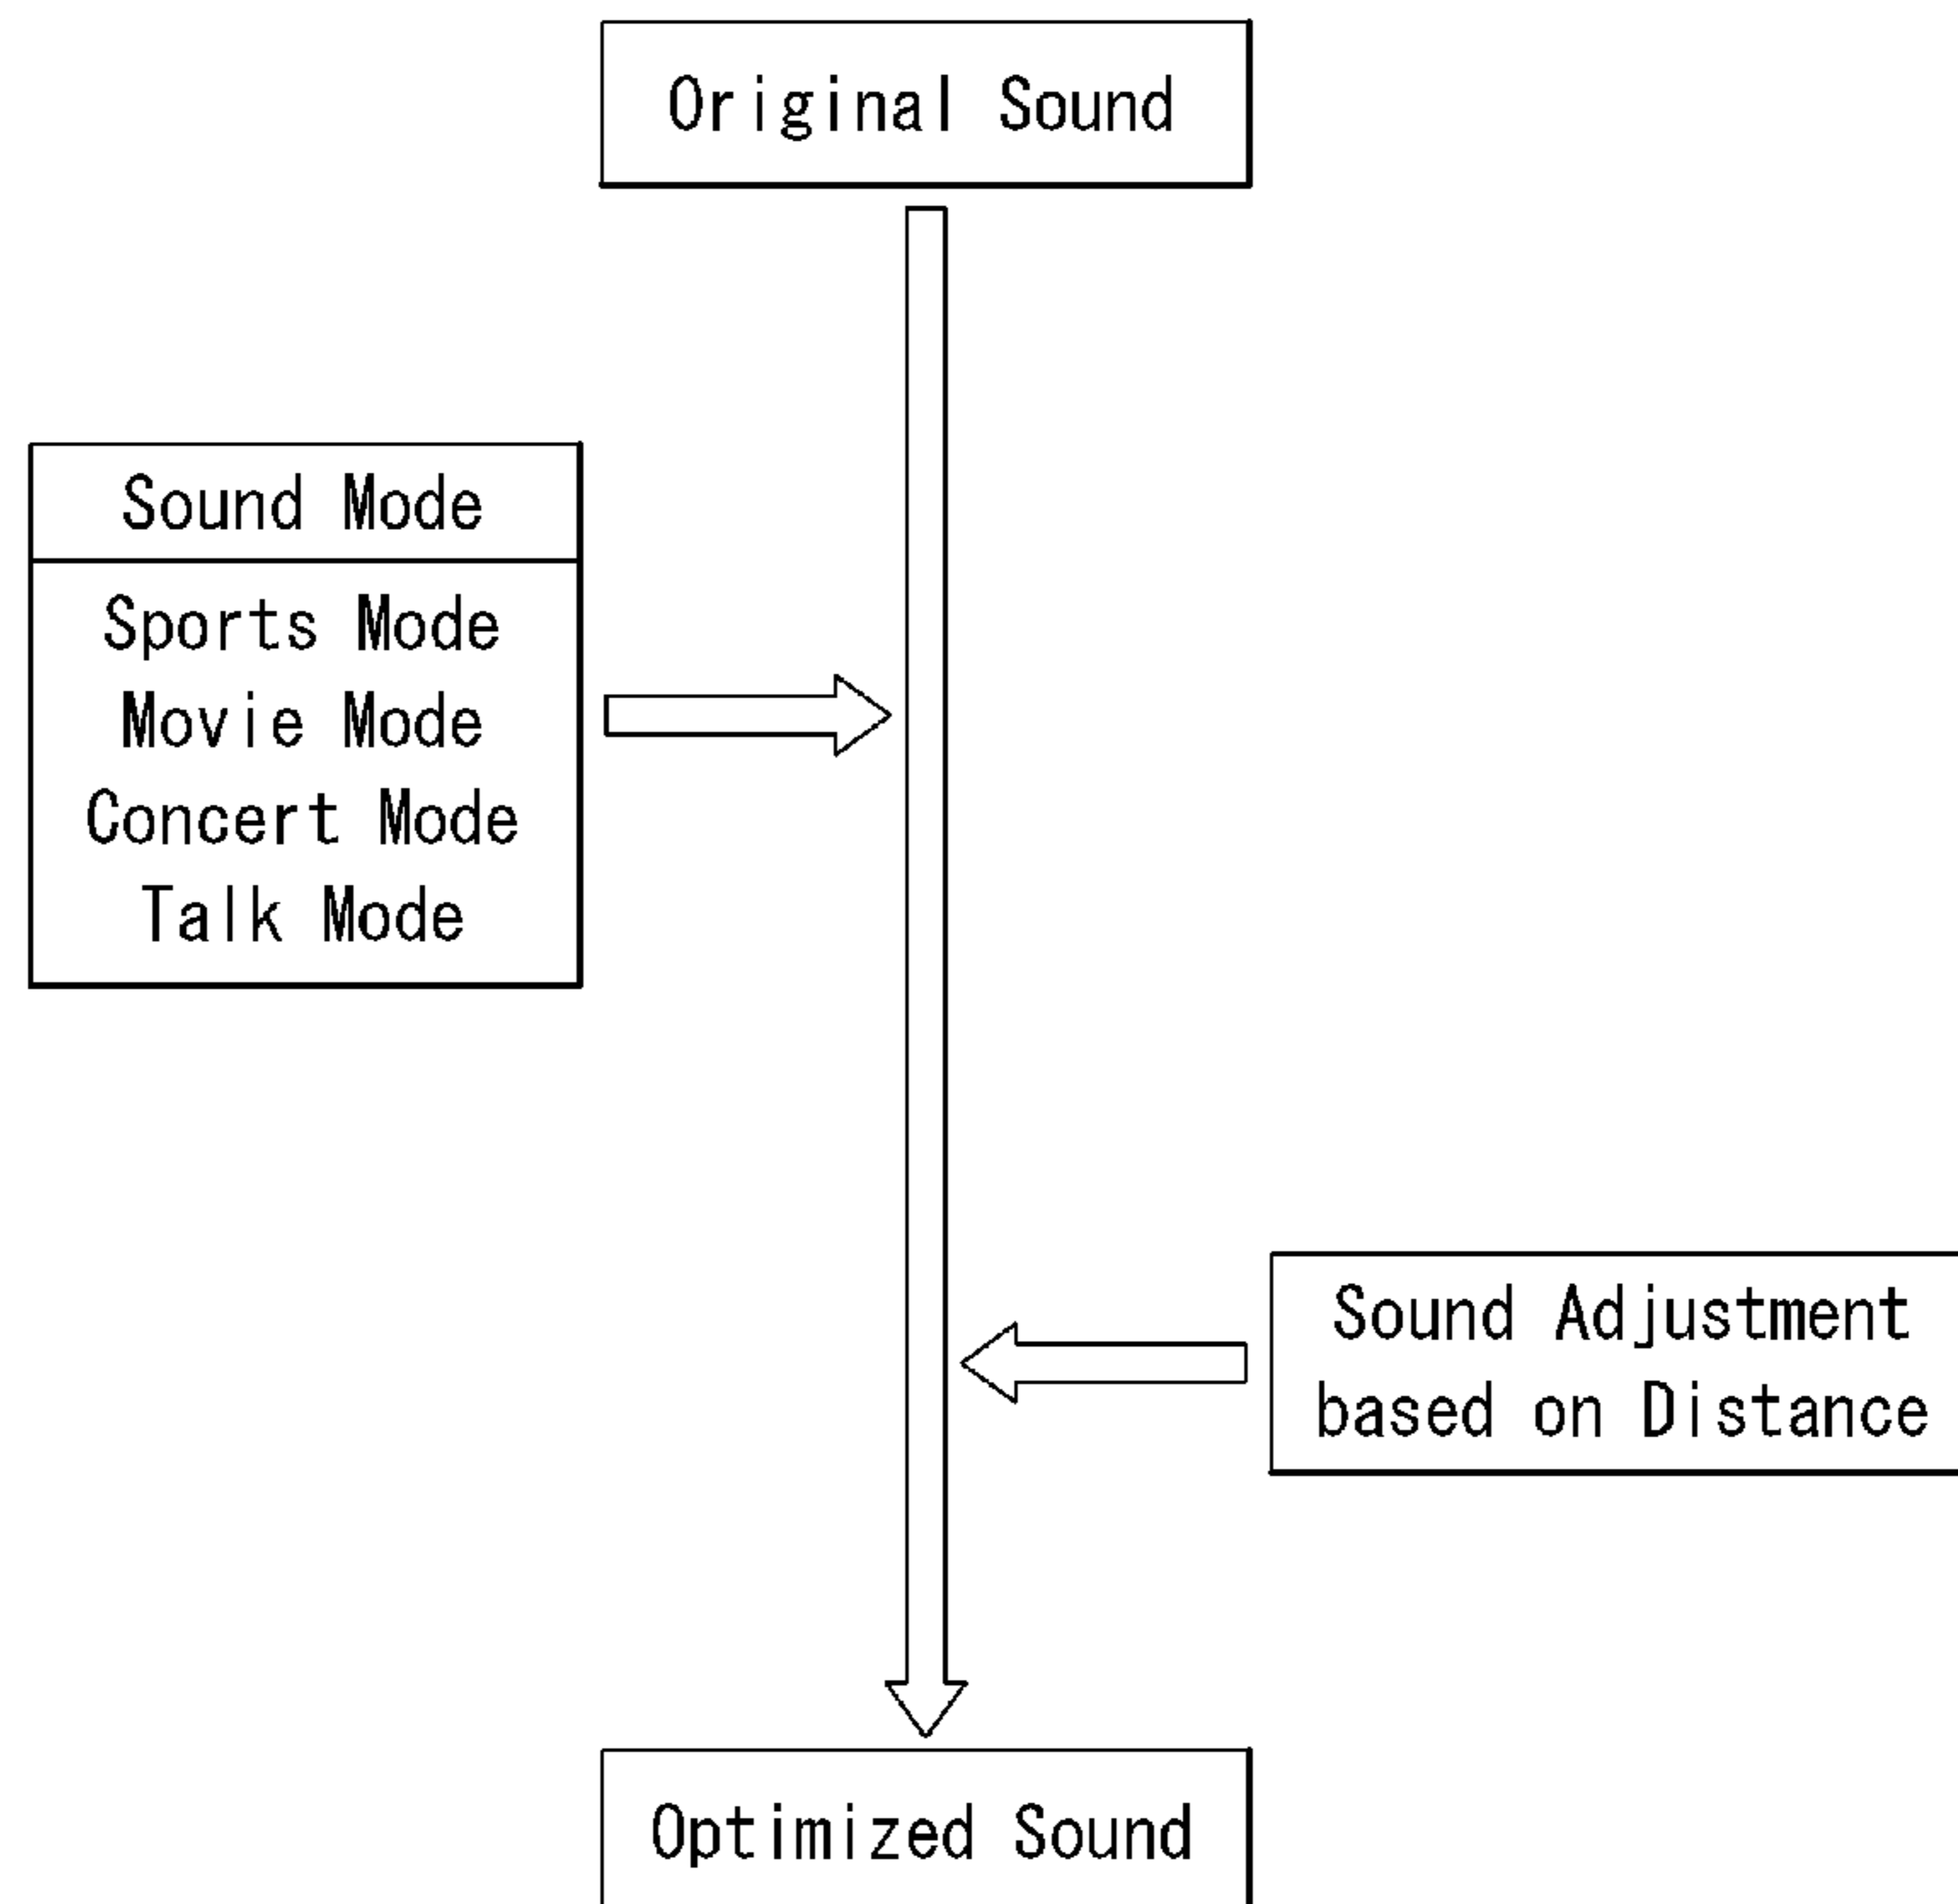 Original Sound
Sound Mode
Sports Mode
Movie Mode
Concert Mode
Talk Mode
Sound Adjustment
based on Distance
Optimized Sound